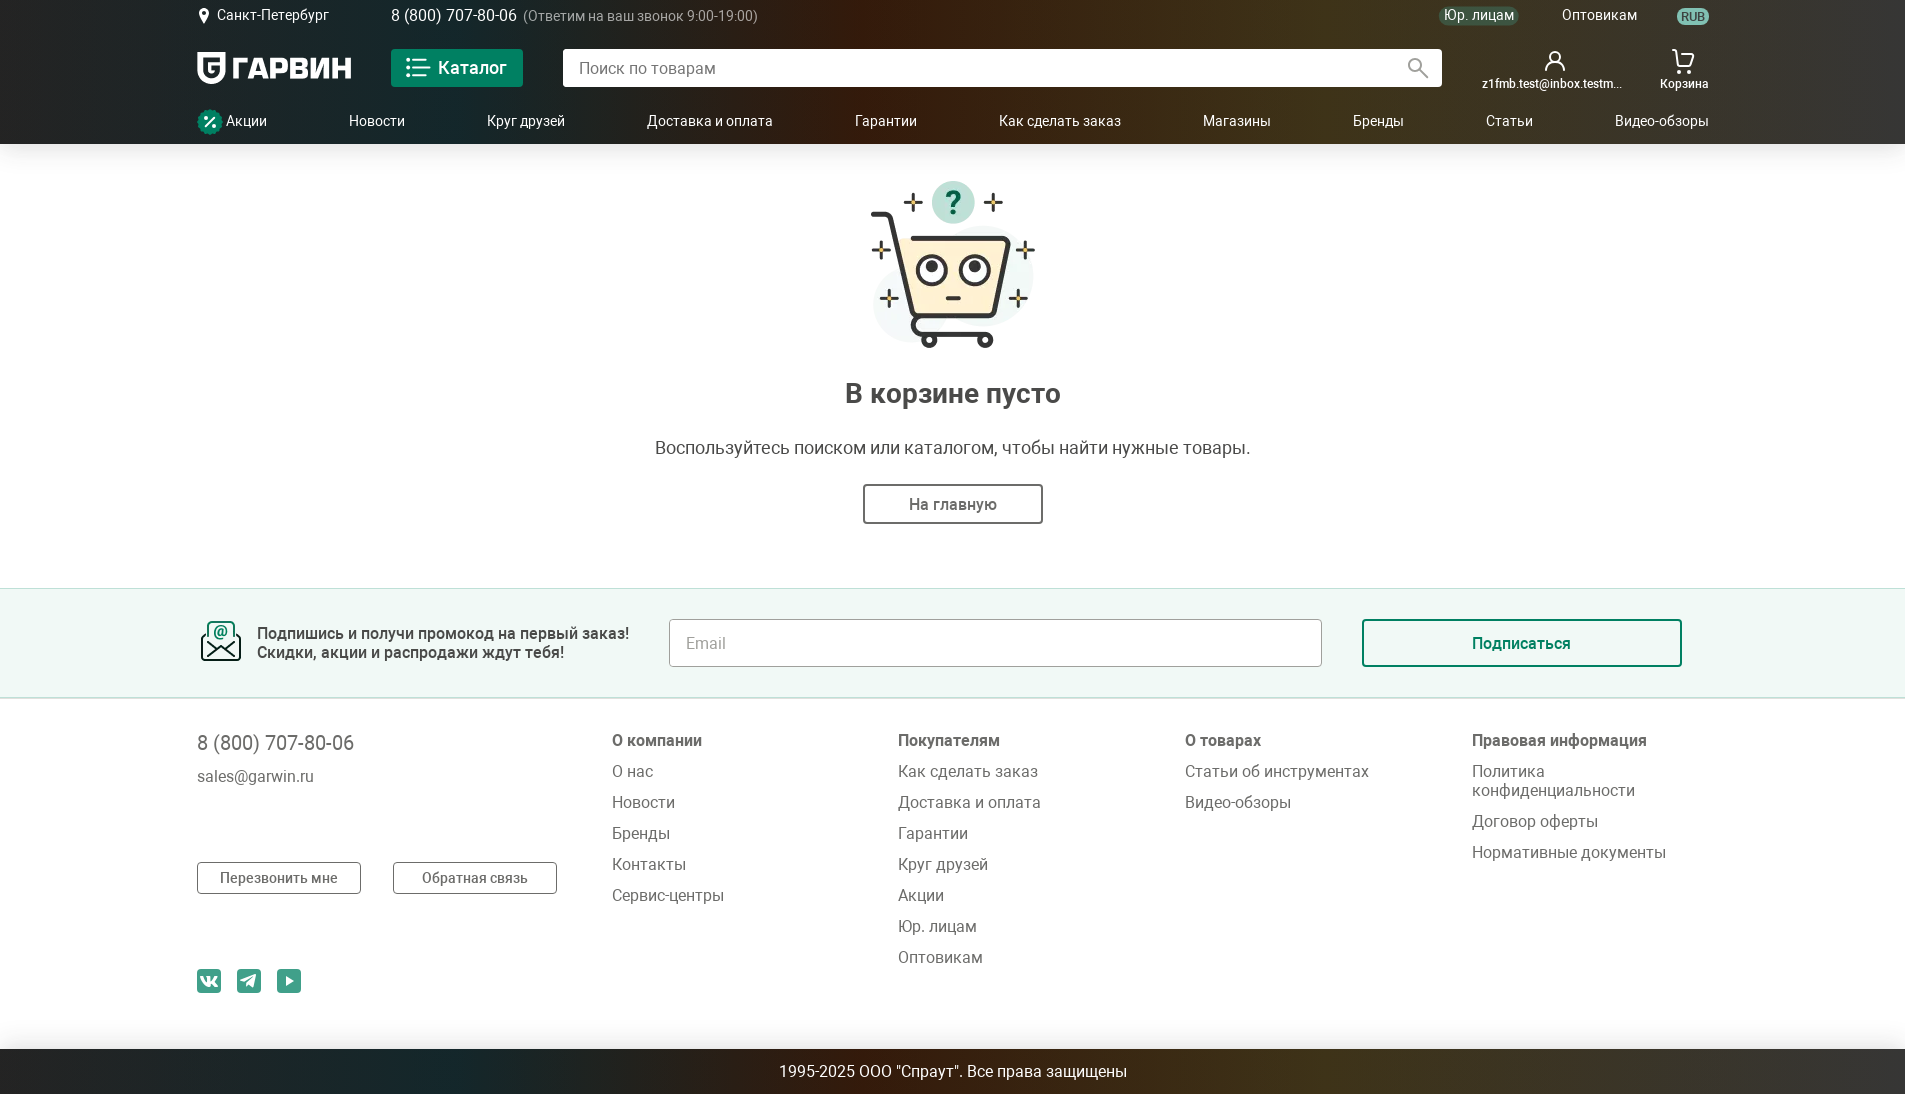 Санкт-Петербург
8 (800) 707-80-06 (Ответим на ваш звонок 9:00-19:00)
Юр. лицам
Оптовикам
RUB
ГАРВИН
Каталог
Поиск по товарам
z1fmb.test@inbox.testm...
Корзина
Акции
Новости
Круг друзей
Доставка и оплата
Гарантии
Как сделать заказ
Магазины
Бренды
Статьи
Видео-обзоры
?
В корзине пусто
Воспользуйтесь поиском или каталогом, чтобы найти нужные товары.
На главную
Подпишись и получи промокод на первый заказ!
Скидки, акции и распродажи ждут тебя!
Email
Подписаться
8 (800) 707-80-06
sales@garwin.ru
Перезвонить мне
Обратная связь
О компании
О нас
Новости
Бренды
Контакты
Сервис-центры
Покупателям
Как сделать заказ
Доставка и оплата
Гарантии
Круг друзей
Акции
Юр. лицам
Оптовикам
О товарах
Статьи об инструментах
Видео-обзоры
Правовая информация
Политика
конфиденциальности
Договор оферты
Нормативные документы
1995-2025 ООО "Спраут". Все права защищены